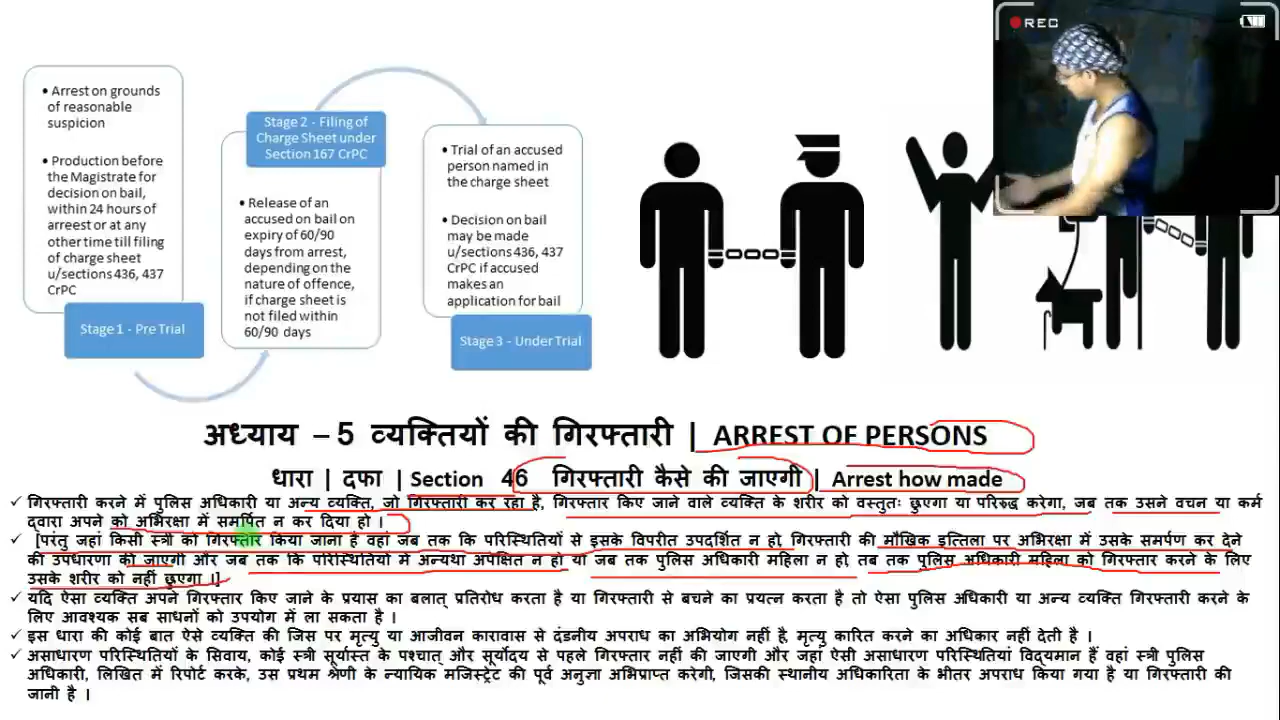 REC
• Arrest on grounds
of reasonable
suspicion
• Production before
the Magistrate for
decision on bail,
within 24 hours of
arreest or at any
other time till filing
of charge sheet
u/sections 436, 437
CrPC
Stage 1 - Pre Trial
Stage 2 - Filing of
Charge Sheet under
Section 167 CrPC
• Release of an
accused on bail on
expiry of 60/90
days from arrest,
depending on the
nature of offence,
if charge sheet is
not filed within
60/90 days
• Trial of an accused
person named in
the charge sheet
• Decision on bail
may be made
u/sections 436, 437
CrPC if accused
makes an
application for bail
Stage 3 - Under Trial
अध्याय – 5 व्यक्तियों की गिरफ्तारी | ARREST OF PERSONS
धारा | दफा | Section 46 गिरफ्तारी कैसे की जाएगी | Arrest how made
✓ गिरफ्तारी करने में पुलिस अधिकारी या अन्य व्यक्ति, जो गिरफ्तारी कर रहा है, गिरफ्तार किए जाने वाले व्यक्ति के शरीर को वस्तुतः छुएगा या परिरुद्ध करेगा, जब तक उसने वचन या कर्म
द्वारा अपने को अभिरक्षा में समर्पित न कर दिया हो ।
✓ [परंतु जहां किसी स्त्री को गिरफ्तार किया जाना है वहां जब तक कि परिस्थितियों से इसके विपरीत उपदर्शित न हो, गिरफ्तारी की मौखिक इत्तिला पर अभिरक्षा में उसके समर्पण कर देने
की उपधारणा की जाएगी और जब तक कि परिस्थितियों में अन्यथा अपेक्षित न हो या जब तक पुलिस अधिकारी महिला न हो, तब तक पुलिस अधिकारी महिला को गिरफ्तार करने के लिए
उसके शरीर को नहीं छुएगा ।]
✓ यदि ऐसा व्यक्ति अपने गिरफ्तार किए जाने के प्रयास का बलात् प्रतिरोध करता है या गिरफ्तारी से बचने का प्रयत्न करता है तो ऐसा पुलिस अधिकारी या अन्य व्यक्ति गिरफ्तारी करने के
लिए आवश्यक सब साधनों को उपयोग में ला सकता है ।
✓ इस धारा की कोई बात ऐसे व्यक्ति की जिस पर मृत्यु या आजीवन कारावास से दंडनीय अपराध का अभियोग नहीं है, मृत्यु कारित करने का अधिकार नहीं देती है ।
✓ असाधारण परिस्थितियों के सिवाय, कोई स्त्री सूर्यास्त के पश्चात् और सूर्योदय से पहले गिरफ्तार नहीं की जाएगी और जहां ऐसी असाधारण परिस्थितियां विद्यमान हैं वहां स्त्री पुलिस
अधिकारी, लिखित में रिपोर्ट करके, उस प्रथम श्रेणी के न्यायिक मजिस्ट्रेट की पूर्व अनुज्ञा अभिप्राप्त करेगी, जिसकी स्थानीय अधिकारिता के भीतर अपराध किया गया है या गिरफ्तारी की
जानी है ।